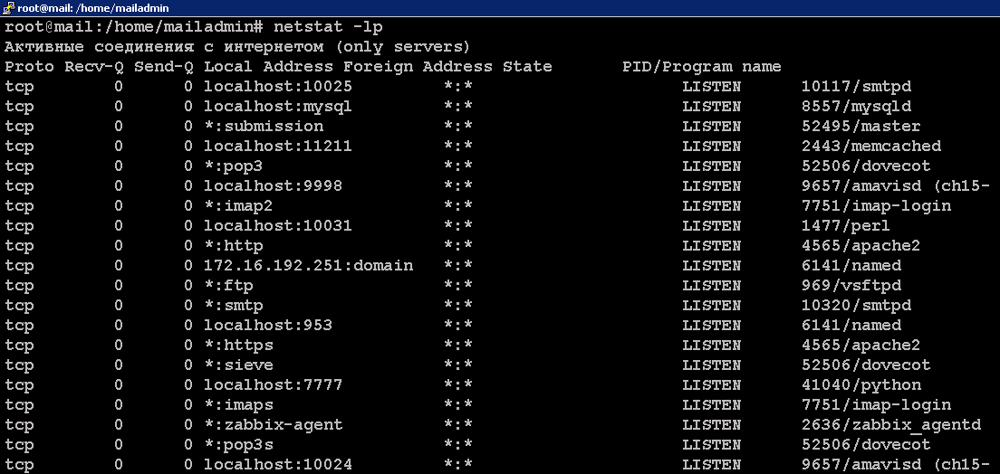 root@mail: /home/mailadmin
root@mail:/home/mailadmin# netstat -lp
Активные соединения с интернетом (only servers)
Proto Recv-Q Send-Q Local Address Foreign Address State PID/Program name
tcp 0 0 localhost:10025 *:* LISTEN 10117/smtpd
tcp 0 0 localhost:mysql *:* LISTEN 8557/mysqld
tcp 0 0 *:submission *:* LISTEN 52495/master
tcp 0 0 localhost:11211 *:* LISTEN 2443/memcached
tcp 0 0 *:pop3 *:* LISTEN 52506/dovecot
tcp 0 0 localhost:9998 *:* LISTEN 9657/amavisd (ch15-
tcp 0 0 *:imap2 *:* LISTEN 7751/imap-login
tcp 0 0 localhost:10031 *:* LISTEN 1477/perl
tcp 0 0 *:http *:* LISTEN 4565/apache2
tcp 0 0 172.16.192.251:domain *:* LISTEN 6141/named
tcp 0 0 *:ftp *:* LISTEN 969/vsftpd
tcp 0 0 *:smtp *:* LISTEN 10320/smtpd
tcp 0 0 localhost:953 *:* LISTEN 6141/named
tcp 0 0 *:https *:* LISTEN 4565/apache2
tcp 0 0 *:sieve *:* LISTEN 52506/dovecot
tcp 0 0 localhost:7777 *:* LISTEN 41040/python
tcp 0 0 *:imaps *:* LISTEN 7751/imap-login
tcp 0 0 *:zabbix-agent *:* LISTEN 2636/zabbix_agentd
tcp 0 0 *:pop3s *:* LISTEN 52506/dovecot
tcp 0 0 localhost:10024 *:* LISTEN 9657/amavisd (ch15-